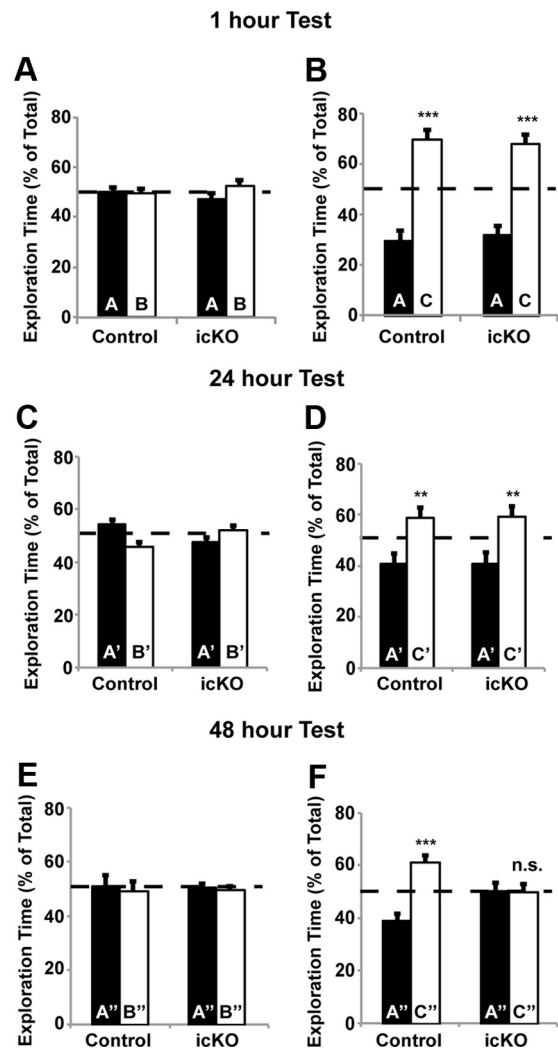 1 hour Test
A
B
Exploration Time (% of Total)
80
60
40
20
0
A B A B
Control icKO
Exploration Time (% of Total)
80
60
40
20
0
*** ***
A C A C
Control icKO
24 hour Test
C
D
Exploration Time (% of Total)
80
60
40
20
0
A’ B’ A’ B’
Control icKO
Exploration Time (% of Total)
80
60
40
20
0
** **
A’ C’ A’ C’
Control icKO
48 hour Test
E
F
Exploration Time (% of Total)
80
60
40
20
0
A’’ B’’ A’’ B’’
Control icKO
Exploration Time (% of Total)
80
60
40
20
0
*** n.s.
A’’ C’’ A’’ C’’
Control icKO